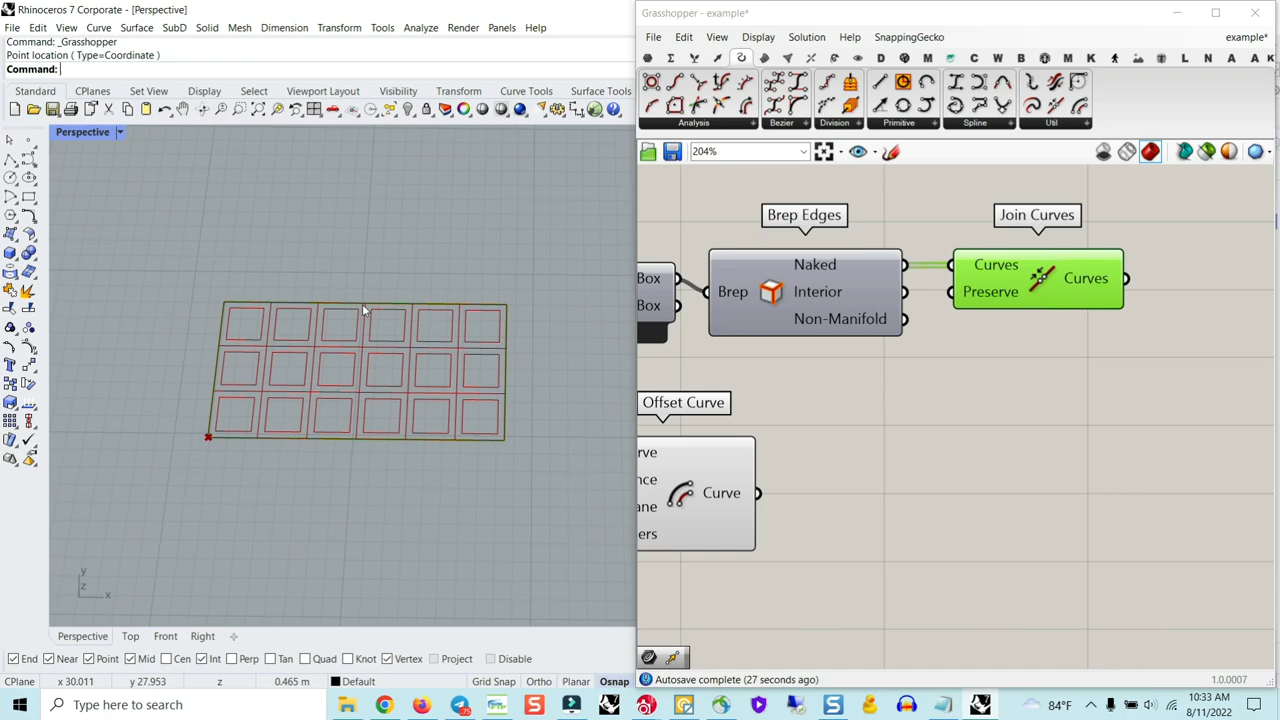 Rhinoceros 7 Corporate - [Perspective]
File Edit View Curve Surface SubD Solid Mesh Dimension Transform Tools Analyze Render Panels Help
Command: _Grasshopper
Point location ( Type=Coordinate )
Command:
Standard CPlanes Set View Display Select Viewport Layout Visibility Transform Curve Tools Surface Tools
Perspective
y
z x
Perspective Top Front Right
End Near Point Mid Cen Int Perp Tan Quad Knot Vertex Project Disable
CPlane x 30.011 y 27.953 z 0.465 m Default Grid Snap Ortho Planar Osnap
Grasshopper - example*
File Edit View Display Solution Help SnappingGecko example*
Analysis Bezier Division Primitive Spline Util
204%
Brep Edges Join Curves
Box Naked Curves
Brep Interior Curves
Box Non-Manifold Preserve
Offset Curve
rve
nce Curve
ane
ers
Autosave complete (27 seconds ago) 1.0.0007
Type here to search 84°F 10:33 AM
8/11/2022